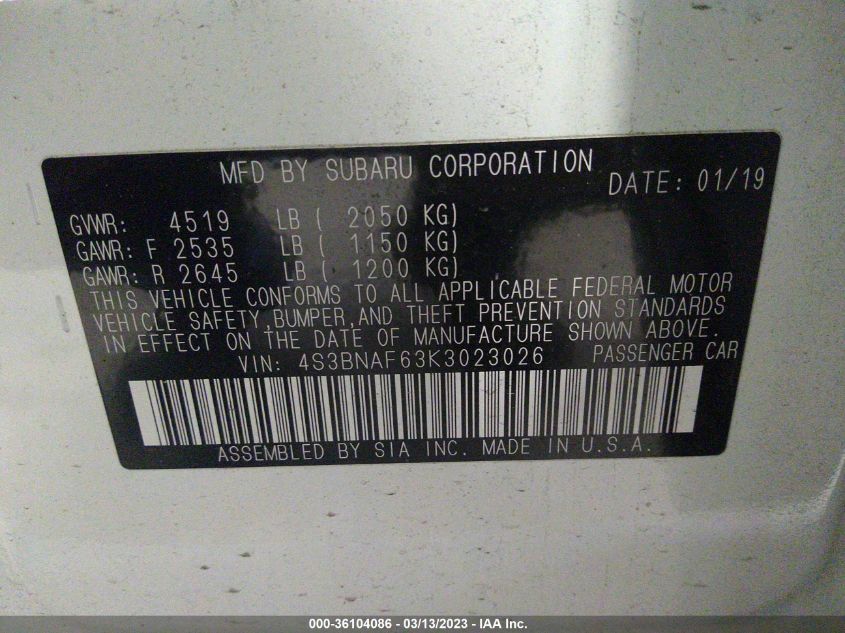 MFD BY SUBARU CORPORATION DATE: 01/19
GVWR: 4519 LB ( 2050 KG)
GAWR: F 2535 LB ( 1150 KG)
GAWR: R 2645 LB ( 1200 KG)
THIS VEHICLE CONFORMS TO ALL APPLICABLE FEDERAL MOTOR
VEHICLE SAFETY,BUMPER,AND THEFT PREVENTION STANDARDS
IN EFFECT ON THE DATE OF MANUFACTURE SHOWN ABOVE.
VIN: 4S3BNAF63K3023026 PASSENGER CAR
ASSEMBLED BY SIA INC. MADE IN U.S.A.
000-36104086 - 03/13/2023 - IAA Inc.